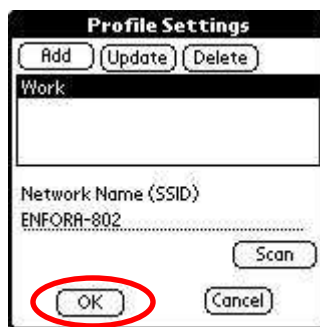 Profile Settings
Add Update Delete
Work
Network Name (SSID)
ENFORA-802
Scan
OK Cancel